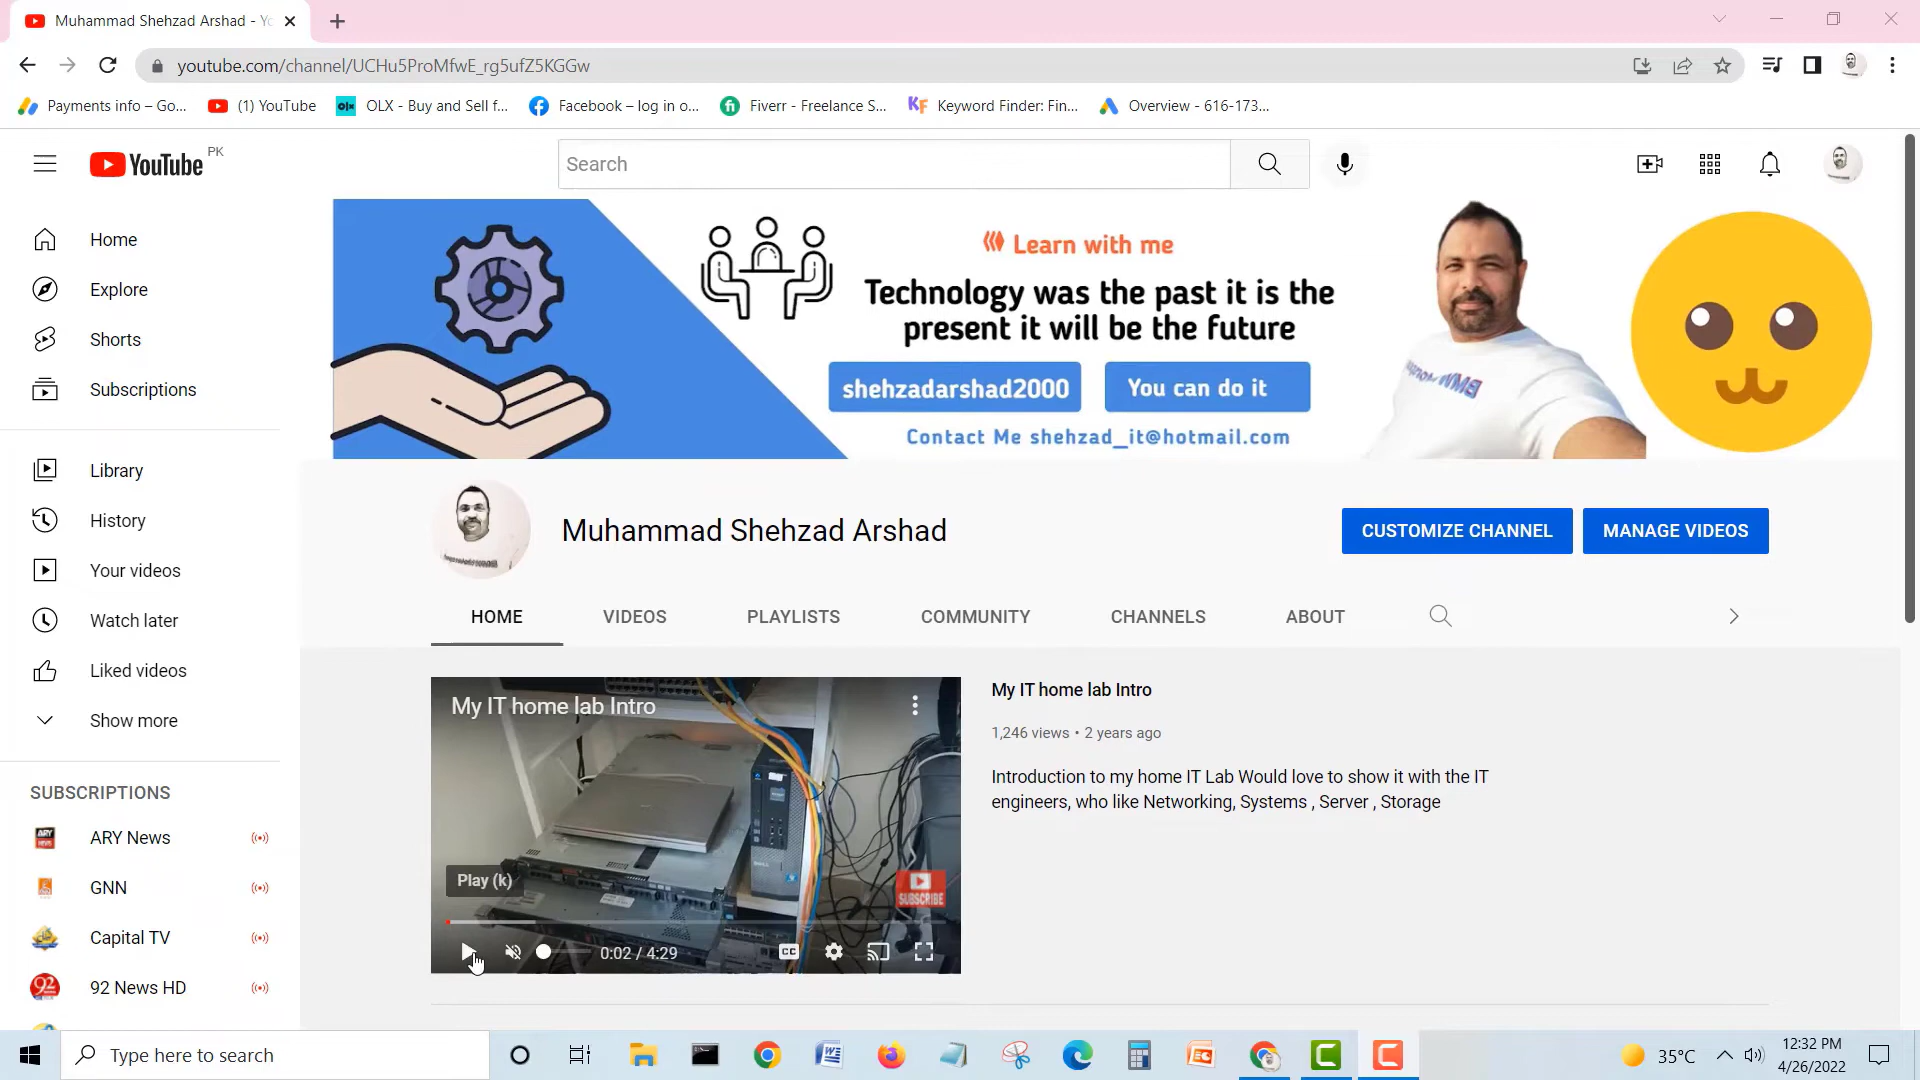 Muhammad Shehzad Arshad - Yo
youtube.com/channel/UCHu5ProMfwE_rg5ufZ5KGGw
Payments info – Go...
(1) YouTube
OLX - Buy and Sell f...
Facebook – log in o...
Fiverr - Freelance S...
Keyword Finder: Fin...
Overview - 616-173...
YouTube PK
Search
Home
Explore
Shorts
Subscriptions
Library
History
Your videos
Watch later
Liked videos
Show more
SUBSCRIPTIONS
ARY News
GNN
Capital TV
92 News HD
Learn with me
Technology was the past it is the
present it will be the future
shehzadarshad2000
You can do it
Contact Me shehzad_it@hotmail.com
Muhammad Shehzad Arshad
CUSTOMIZE CHANNEL
MANAGE VIDEOS
HOME
VIDEOS
PLAYLISTS
COMMUNITY
CHANNELS
ABOUT
My IT home lab Intro
Play (k)
SUBSCRIBE
0:02 / 4:29
CC
My IT home lab Intro
1,246 views • 2 years ago
Introduction to my home IT Lab Would love to show it with the IT
engineers, who like Networking, Systems , Server , Storage
Type here to search
35°C
12:32 PM
4/26/2022